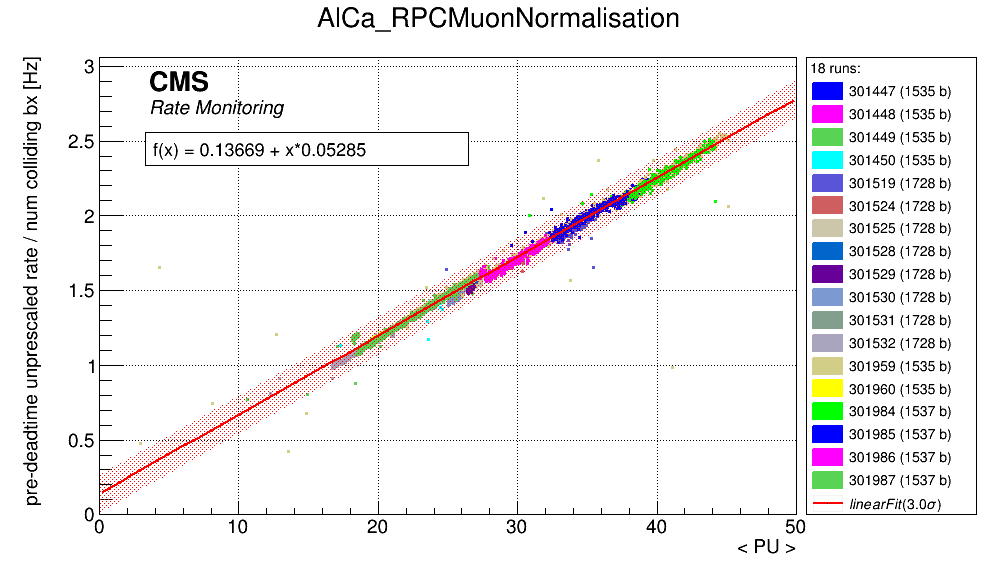 AlCa_RPCMuonNormalisation
pre-deadtime unprescaled rate / num colliding bx [Hz]
3
2.5
2
1.5
1
0.5
0
CMS
Rate Monitoring
f(x) = 0.13669 + x*0.05285
0 10 20 30 40 50
< PU >
18 runs:
301447 (1535 b)
301448 (1535 b)
301449 (1535 b)
301450 (1535 b)
301519 (1728 b)
301524 (1728 b)
301525 (1728 b)
301528 (1728 b)
301529 (1728 b)
301530 (1728 b)
301531 (1728 b)
301532 (1728 b)
301959 (1535 b)
301960 (1535 b)
301984 (1537 b)
301985 (1537 b)
301986 (1537 b)
301987 (1537 b)
linearFit(3.0σ)